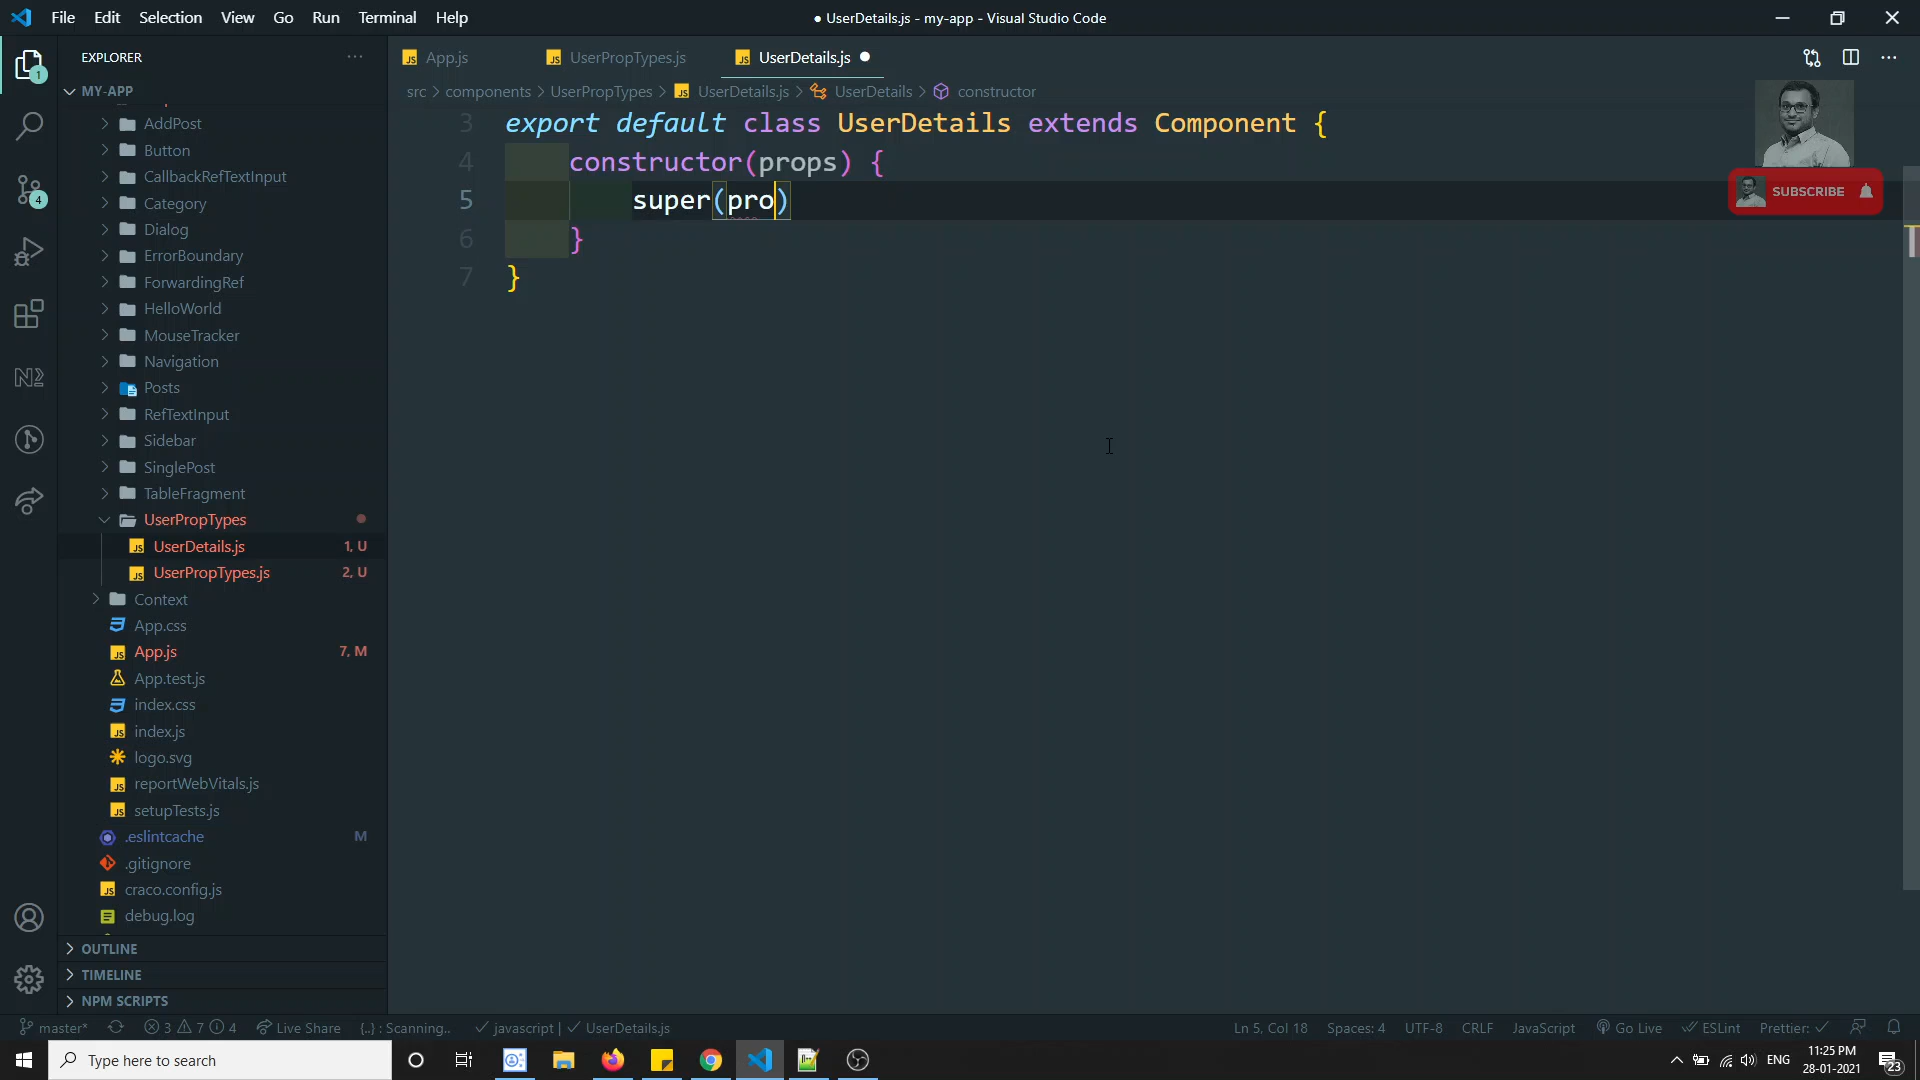 File Edit Selection View Go Run Terminal Help
● UserDetails.js - my-app - Visual Studio Code
EXPLORER
App.js
UserPropTypes.js
UserDetails.js
MY-APP
src > components > UserPropTypes > UserDetails.js > UserDetails > constructor
AddPost
Button
CallbackRefTextInput
Category
Dialog
ErrorBoundary
ForwardingRef
HelloWorld
MouseTracker
Navigation
Posts
RefTextInput
Sidebar
SinglePost
TableFragment
UserPropTypes
UserDetails.js 1, U
UserPropTypes.js 2, U
Context
App.css
App.js 7, M
App.test.js
index.css
index.js
logo.svg
reportWebVitals.js
setupTests.js
.eslintcache M
.gitignore
craco.config.js
debug.log
OUTLINE
TIMELINE
NPM SCRIPTS
1
4
3 export default class UserDetails extends Component {
4 constructor(props) {
5 super(pro)
6 }
7 }
SUBSCRIBE
master* 3 7 4 Live Share {..} : Scanning.. javascript | UserDetails.js
Ln 5, Col 18 Spaces: 4 UTF-8 CRLF JavaScript Go Live ESLint Prettier:
Type here to search
ENG
11:25 PM
28-01-2021
23